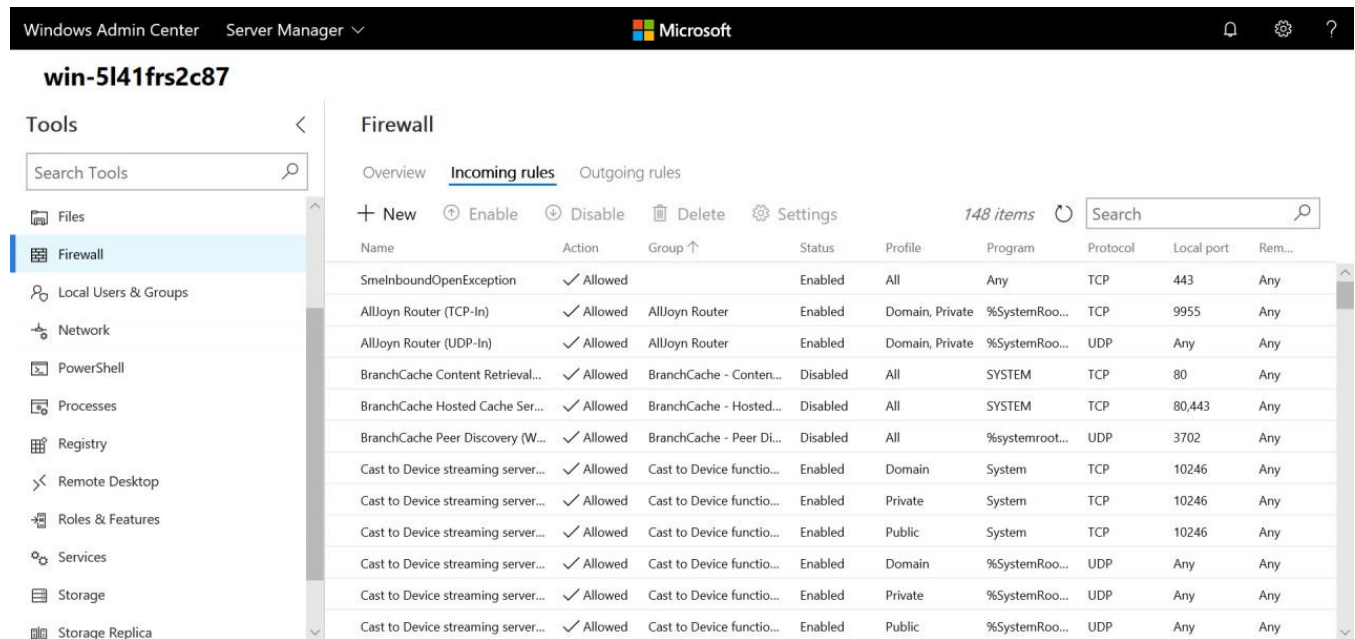 Windows Admin Center Server Manager Microsoft ?
win-5l41frs2c87
Tools
Search Tools
Files
Firewall
Local Users & Groups
Network
PowerShell
Processes
Registry
Remote Desktop
Roles & Features
Services
Storage
Storage Replica
Firewall
Overview Incoming rules Outgoing rules
+ New Enable Disable Delete Settings 148 items Search
Name Action Group ↑ Status Profile Program Protocol Local port Rem...
SmeInboundOpenException ✓ Allowed Enabled All Any TCP 443 Any
AllJoyn Router (TCP-In) ✓ Allowed AllJoyn Router Enabled Domain, Private %SystemRoo... TCP 9955 Any
AllJoyn Router (UDP-In) ✓ Allowed AllJoyn Router Enabled Domain, Private %SystemRoo... UDP Any Any
BranchCache Content Retrieval... ✓ Allowed BranchCache - Conten... Disabled All SYSTEM TCP 80 Any
BranchCache Hosted Cache Ser... ✓ Allowed BranchCache - Hosted... Disabled All SYSTEM TCP 80,443 Any
BranchCache Peer Discovery (W... ✓ Allowed BranchCache - Peer Di... Disabled All %systemroot... UDP 3702 Any
Cast to Device streaming server... ✓ Allowed Cast to Device functio... Enabled Domain System TCP 10246 Any
Cast to Device streaming server... ✓ Allowed Cast to Device functio... Enabled Private System TCP 10246 Any
Cast to Device streaming server... ✓ Allowed Cast to Device functio... Enabled Public System TCP 10246 Any
Cast to Device streaming server... ✓ Allowed Cast to Device functio... Enabled Domain %SystemRoo... UDP Any Any
Cast to Device streaming server... ✓ Allowed Cast to Device functio... Enabled Private %SystemRoo... UDP Any Any
Cast to Device streaming server... ✓ Allowed Cast to Device functio... Enabled Public %SystemRoo... UDP Any Any